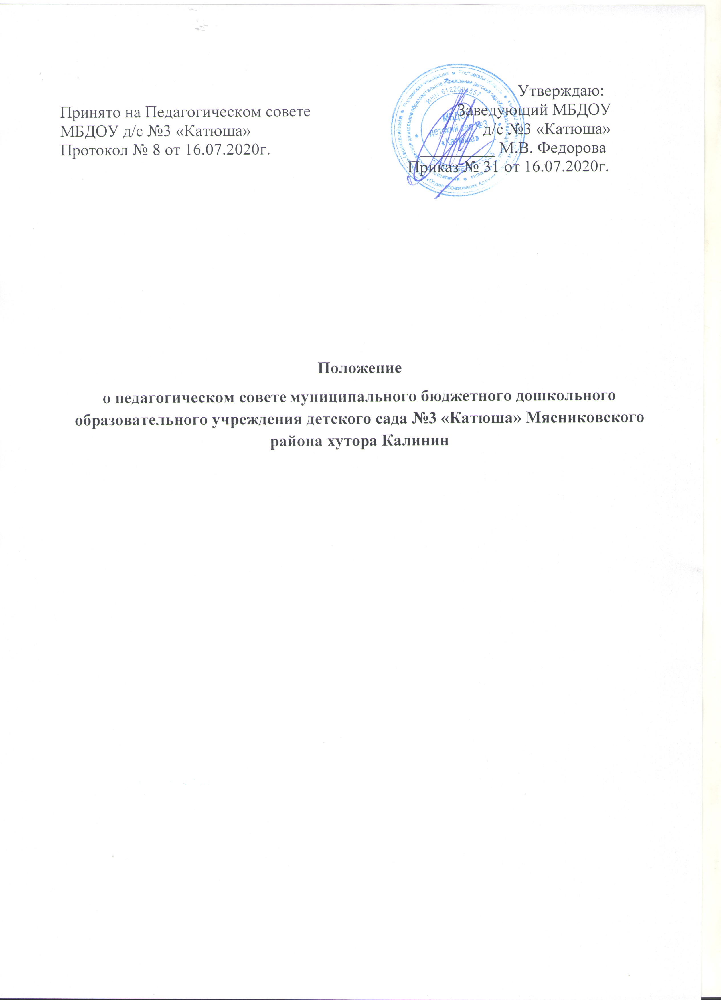 Принято на Педагогическом совете
МБДОУ д/с №3 «Катюша»
Протокол № 8 от 16.07.2020г.
Утверждаю:
Заведующий МБДОУ
д/с №3 «Катюша»
__________ М.В. Федорова
Приказ № 31 от 16.07.2020г.
ИНН 6122004557
МБДОУ
детский сад №3
«Катюша»
Положение
о педагогическом совете муниципального бюджетного дошкольного
образовательного учреждения детского сада №3 «Катюша» Мясниковского
района хутора Калинин